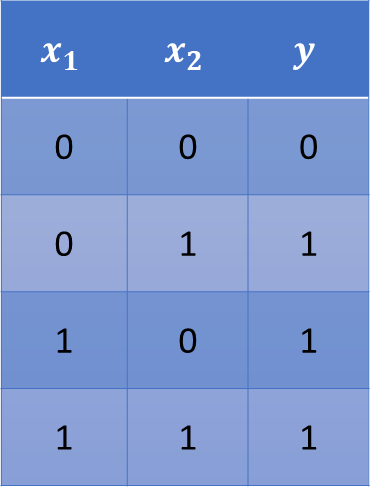 x₁ x₂ y
0 0 0
0 1 1
1 0 1
1 1 1